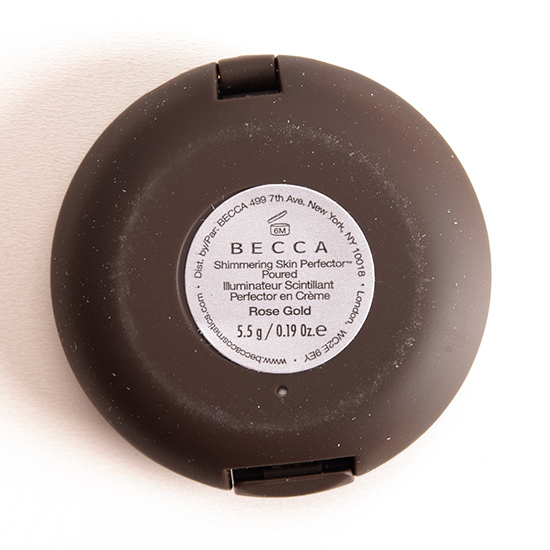 Dist. by/Par: BECCA 499 7th Ave. New York, NY 10018 • London, WC2E 9EY • www.beccacosmetics.com •
6M
BECCA
Shimmering Skin Perfector™
Poured
Illuminateur Scintillant
Perfector en Crème
Rose Gold
5.5 g / 0.19 Oz.e